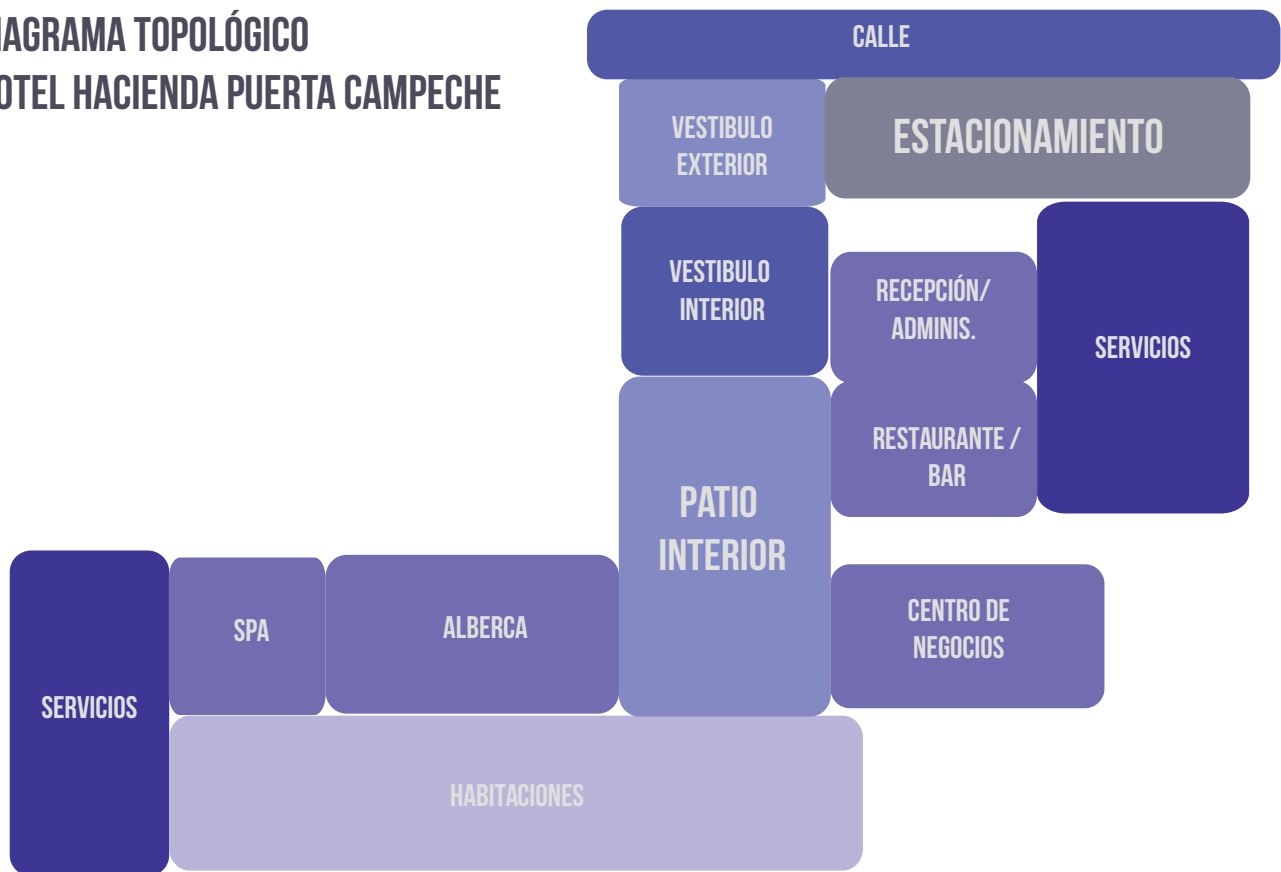 IAGRAMA TOPOLÓGICO
OTEL HACIENDA PUERTA CAMPECHE
CALLE
VESTIBULO
EXTERIOR
ESTACIONAMIENTO
VESTIBULO
INTERIOR
RECEPCIÓN/
ADMINIS.
SERVICIOS
RESTAURANTE /
BAR
PATIO
INTERIOR
SPA
ALBERCA
CENTRO DE
NEGOCIOS
SERVICIOS
HABITACIONES